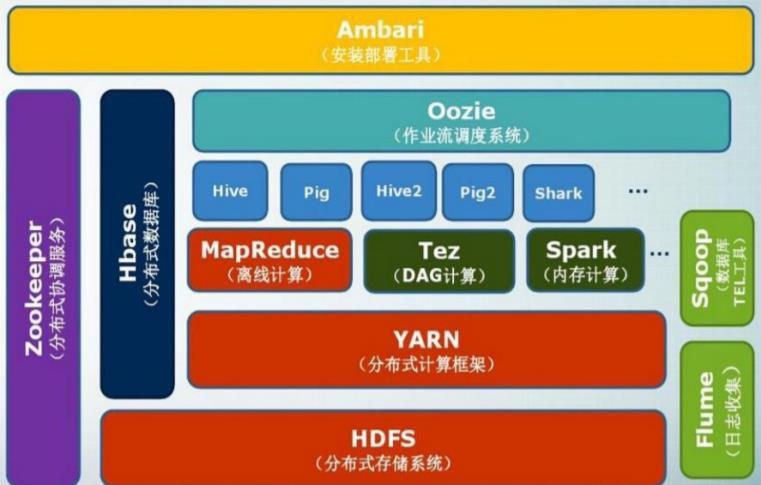 Ambari
（安装部署工具）
Zookeeper
（分布式协调服务）
Hbase
（分布式数据库）
Oozie
（作业流调度系统）
Hive
Pig
Hive2
Pig2
Shark
...
MapReduce
（离线计算）
Tez
（DAG计算）
Spark
（内存计算）
...
Sqoop
（数据库
TEL工具）
YARN
（分布式计算框架）
Flume
（日志收集）
HDFS
（分布式存储系统）